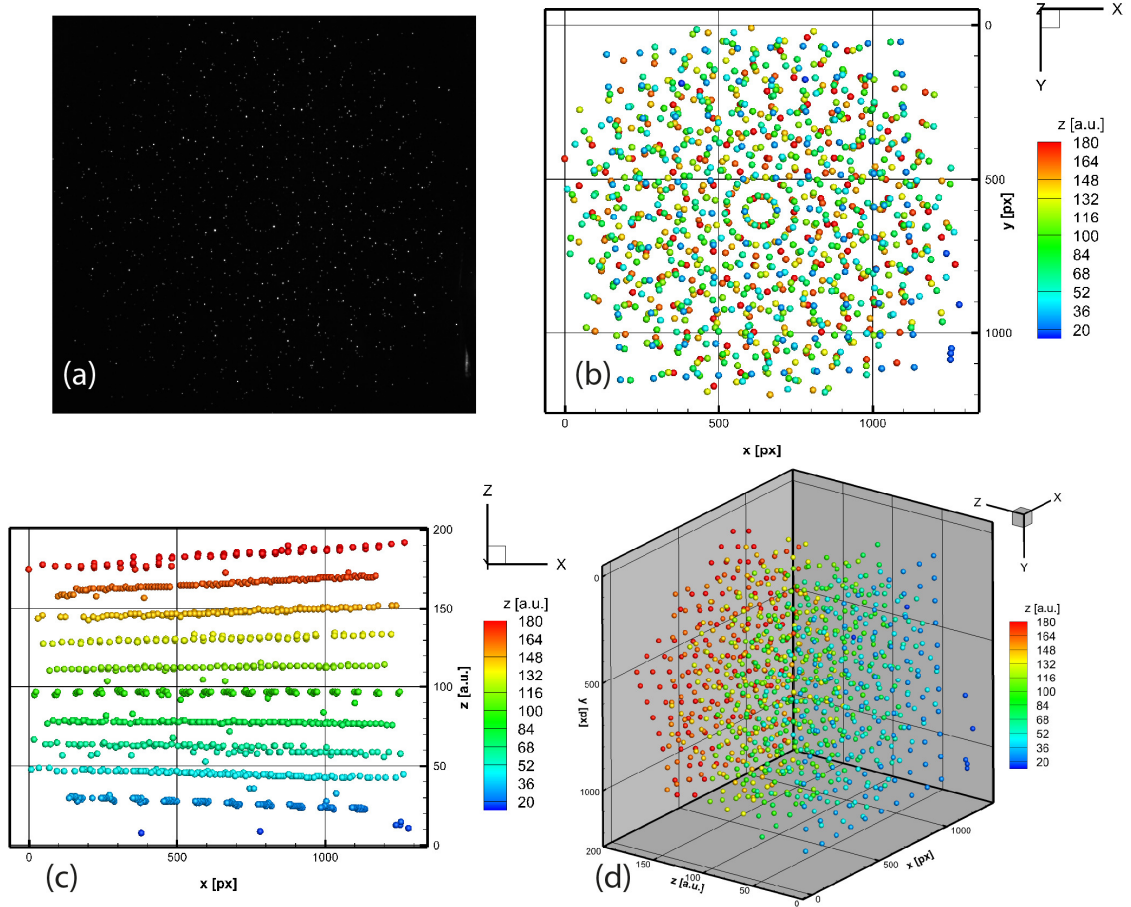 (a)
Z X
Y
0
500
1000
y [px]
0 500 1000
x [px]
(b)
z [a.u.]
180
164
148
132
116
100
84
68
52
36
20
Z
Y X
200
150
100
50
0
z [a.u.]
0 500 1000
x [px]
(c)
z [a.u.]
180
164
148
132
116
100
84
68
52
36
20
Z X
Y
0
500
1000
y [px]
200 150 100 50 0
z [a.u.]
0 500 1000
x [px]
(d)
z [a.u.]
180
164
148
132
116
100
84
68
52
36
20